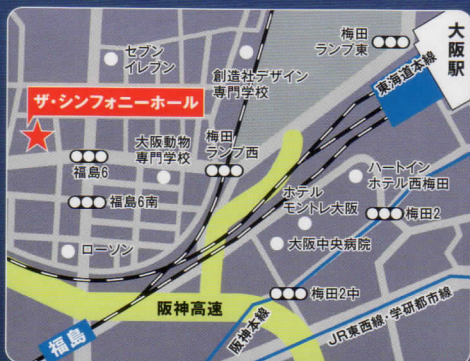 セブン
イレブン
創造社デザイン
専門学校
梅田
ランプ東
大阪駅
東海道本線
ザ・シンフォニーホール
大阪動物
専門学校
梅田
ランプ西
福島6
福島6南
ハートイン
ホテル西梅田
ホテル
モントレ大阪
梅田2
ローソン
大阪中央病院
梅田2中
阪神高速
福島
阪神本線
JR東西線・学研都市線